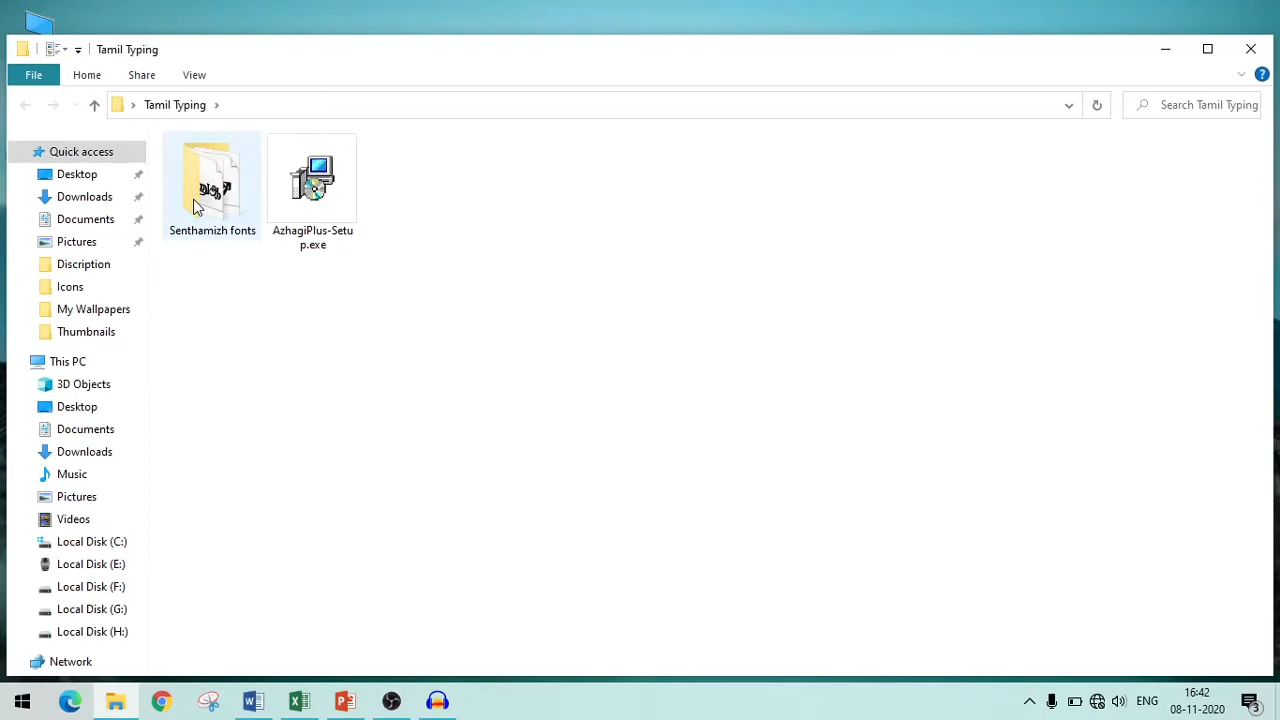 Tamil Typing
File
Home
Share
View
Tamil Typing
Search Tamil Typing
Quick access
Desktop
Downloads
Documents
Pictures
Discription
Icons
My Wallpapers
Thumbnails
This PC
3D Objects
Desktop
Documents
Downloads
Music
Pictures
Videos
Local Disk (C:)
Local Disk (E:)
Local Disk (F:)
Local Disk (G:)
Local Disk (H:)
Network
Senthamizh fonts
AzhagiPlus-Setu
p.exe
ENG
16:42
08-11-2020
3